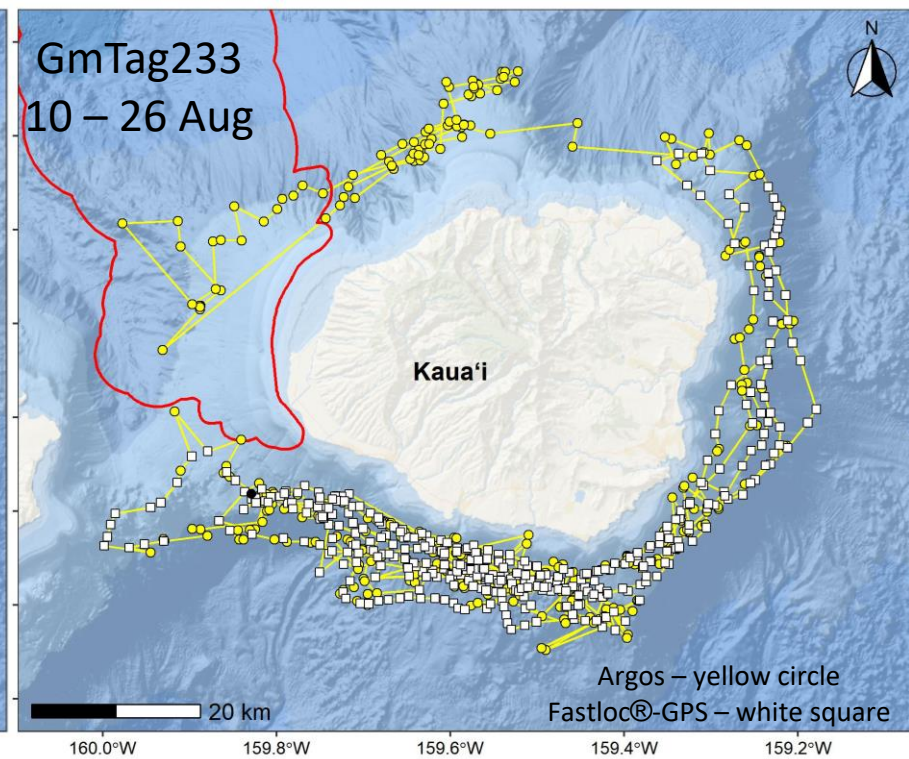 GmTag233
10 – 26 Aug
N
Kauaʻi
Argos – yellow circle
Fastloc®-GPS – white square
20 km
160.0°W
159.8°W
159.6°W
159.4°W
159.2°W